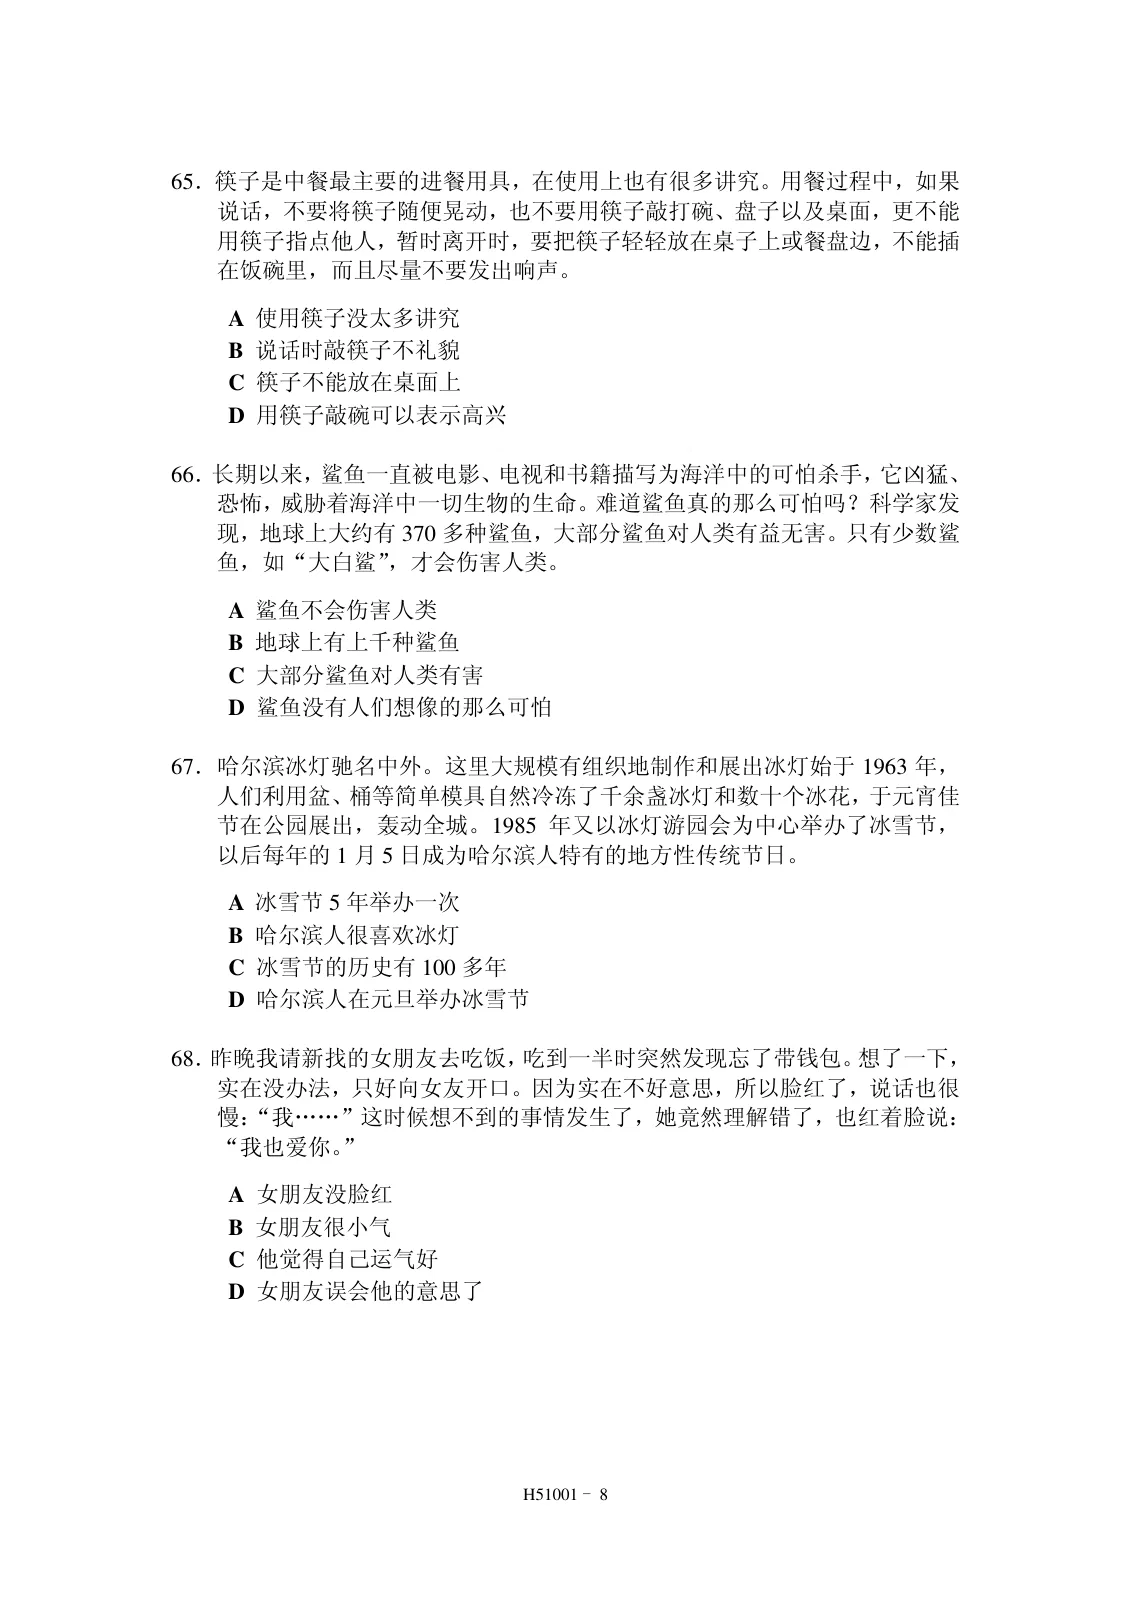 65．筷子是中餐最主要的进餐用具，在使用上也有很多讲究。用餐过程中，如果
说话，不要将筷子随便晃动，也不要用筷子敲打碗、盘子以及桌面，更不能
用筷子指点他人，暂时离开时，要把筷子轻轻放在桌子上或餐盘边，不能插
在饭碗里，而且尽量不要发出响声。
A 使用筷子没太多讲究
B 说话时敲筷子不礼貌
C 筷子不能放在桌面上
D 用筷子敲碗可以表示高兴
66．长期以来，鲨鱼一直被电影、电视和书籍描写为海洋中的可怕杀手，它凶猛、
恐怖，威胁着海洋中一切生物的生命。难道鲨鱼真的那么可怕吗？科学家发
现，地球上大约有 370 多种鲨鱼，大部分鲨鱼对人类有益无害。只有少数鲨
鱼，如“大白鲨”，才会伤害人类。
A 鲨鱼不会伤害人类
B 地球上有上千种鲨鱼
C 大部分鲨鱼对人类有害
D 鲨鱼没有人们想像的那么可怕
67．哈尔滨冰灯驰名中外。这里大规模有组织地制作和展出冰灯始于 1963 年，
人们利用盆、桶等简单模具自然冷冻了千余盏冰灯和数十个冰花，于元宵佳
节在公园展出，轰动全城。1985 年又以冰灯游园会为中心举办了冰雪节，
以后每年的 1 月 5 日成为哈尔滨人特有的地方性传统节日。
A 冰雪节 5 年举办一次
B 哈尔滨人很喜欢冰灯
C 冰雪节的历史有 100 多年
D 哈尔滨人在元旦举办冰雪节
68．昨晚我请新找的女朋友去吃饭，吃到一半时突然发现忘了带钱包。想了一下，
实在没办法，只好向女友开口。因为实在不好意思，所以脸红了，说话也很
慢：“我……”这时候想不到的事情发生了，她竟然理解错了，也红着脸说：
“我也爱你。”
A 女朋友没脸红
B 女朋友很小气
C 他觉得自己运气好
D 女朋友误会他的意思了
H51001－ 8